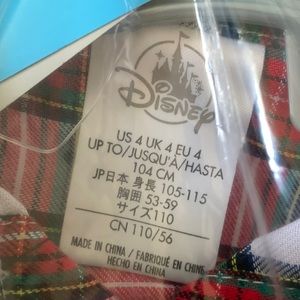 Disney
US 4 UK 4 EU 4
UP TO/JUSQU'À/HASTA
104 CM
JP日本 身長 105-115
胸囲 53-59
サイズ110
CN 110/56
MADE IN CHINA / FABRIQUÉ EN CHINE
HECHO EN CHINA